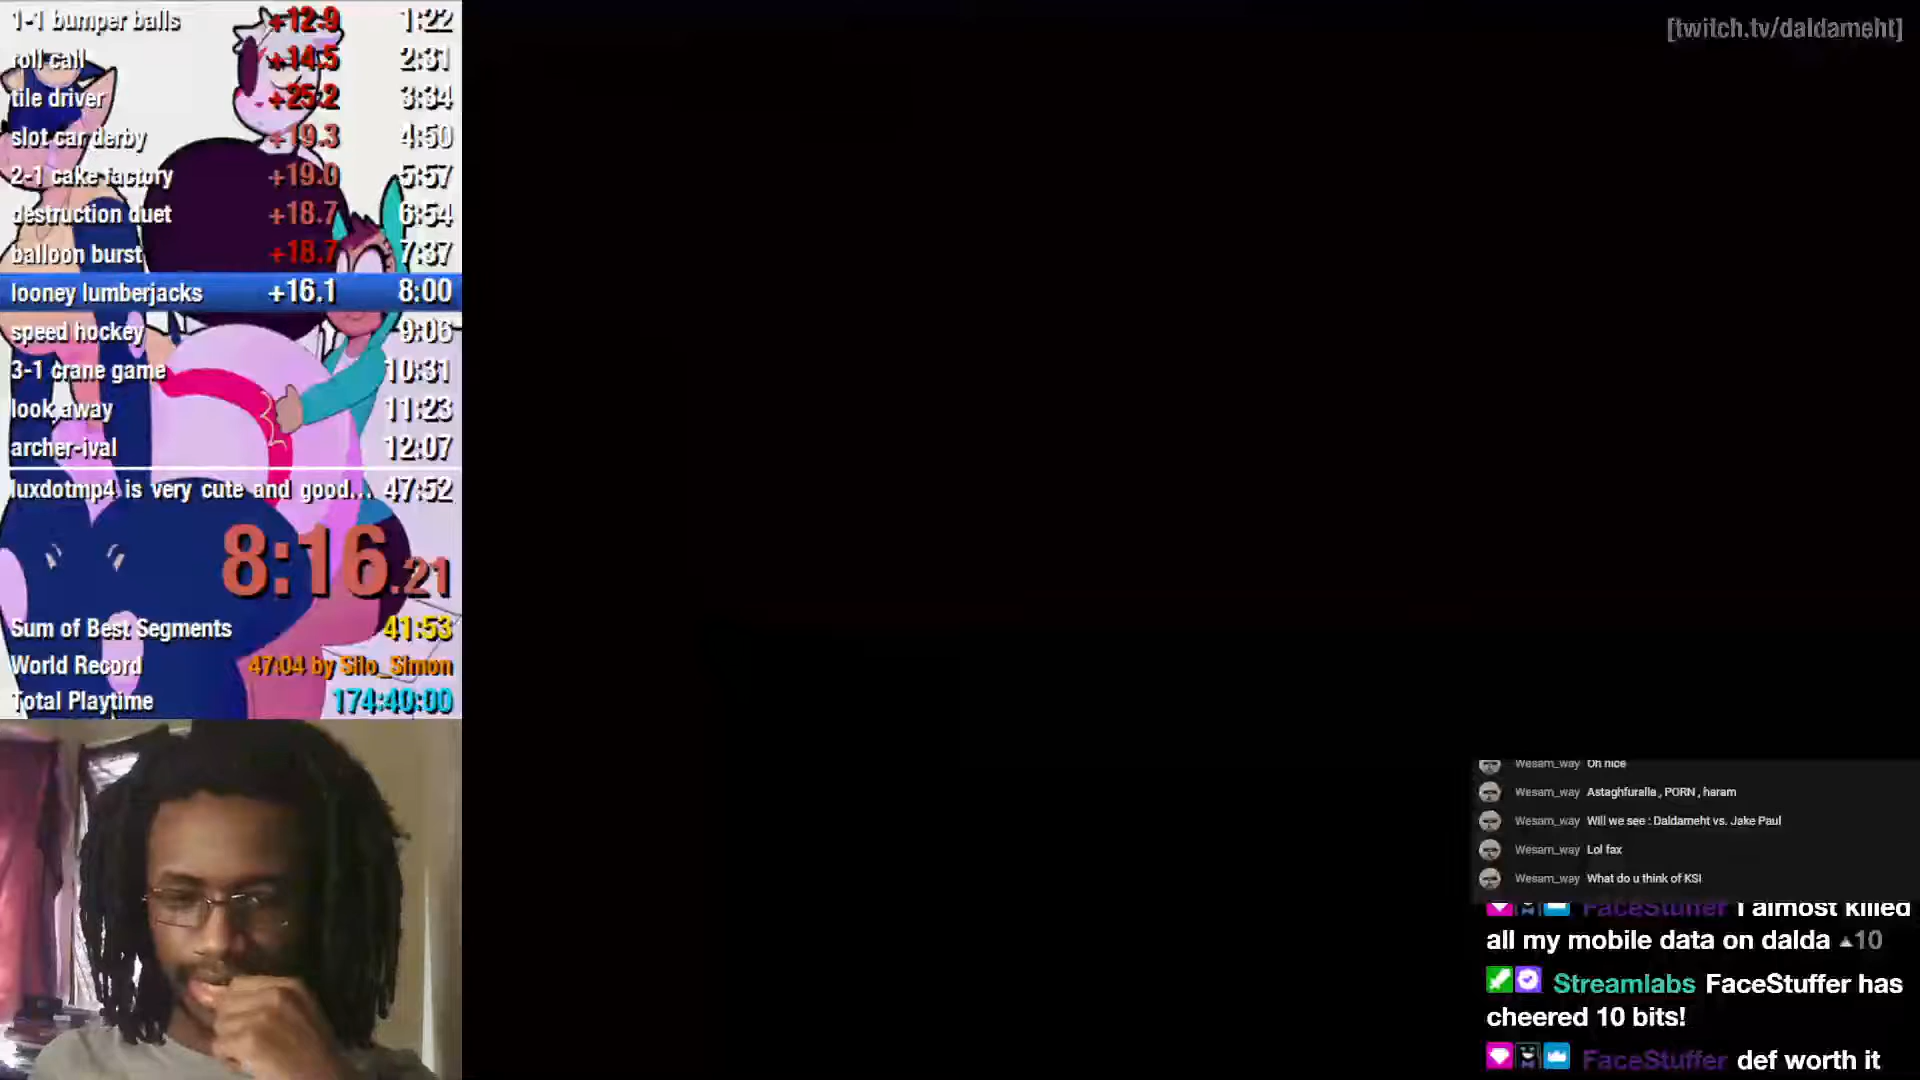 [twitch.tv/daldameht]
1-1 bumper balls +12.9 1:22
roll call +14.5 2:31
tile driver +25.2 3:34
slot car derby +19.3 4:50
2-1 cake factory +19.0 5:57
destruction duet +18.7 6:54
balloon burst +18.7 7:37
looney lumberjacks +16.1 8:00
speed hockey 9:06
3-1 crane game 10:31
look away 11:23
archer-ival 12:07
luxdotmp4 is very cute and good... 47:52
8:16.21
Sum of Best Segments 41:53
World Record 47:04 by Silo_Simon
Total Playtime 174:40:00
Wesam_way Oh nice
Wesam_way Astaghfuralla , PORN , haram
Wesam_way Will we see : Daldameht vs. Jake Paul
Wesam_way Lol fax
Wesam_way What do u think of KSI
FaceStuffer I almost killed
all my mobile data on dalda 10
Streamlabs FaceStuffer has
cheered 10 bits!
FaceStuffer def worth it